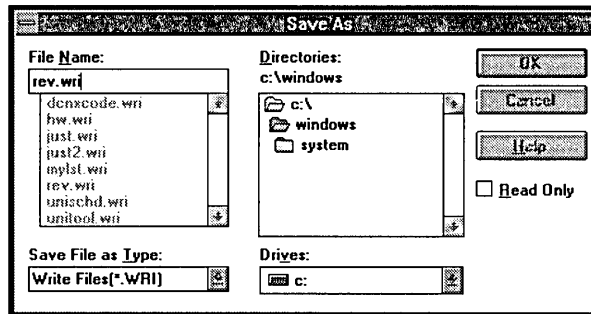 Save As
File Name:
rev.wri
dcnxcode.wri
hw.wri
just.wri
just2.wri
mylst.wri
rev.wri
unischd.wri
unitool.wri
Save File as Type:
Write Files(*.WRI)
Directories:
c:\windows
c:\
windows
system
Drives:
c:
OK
Cancel
Help
Read Only